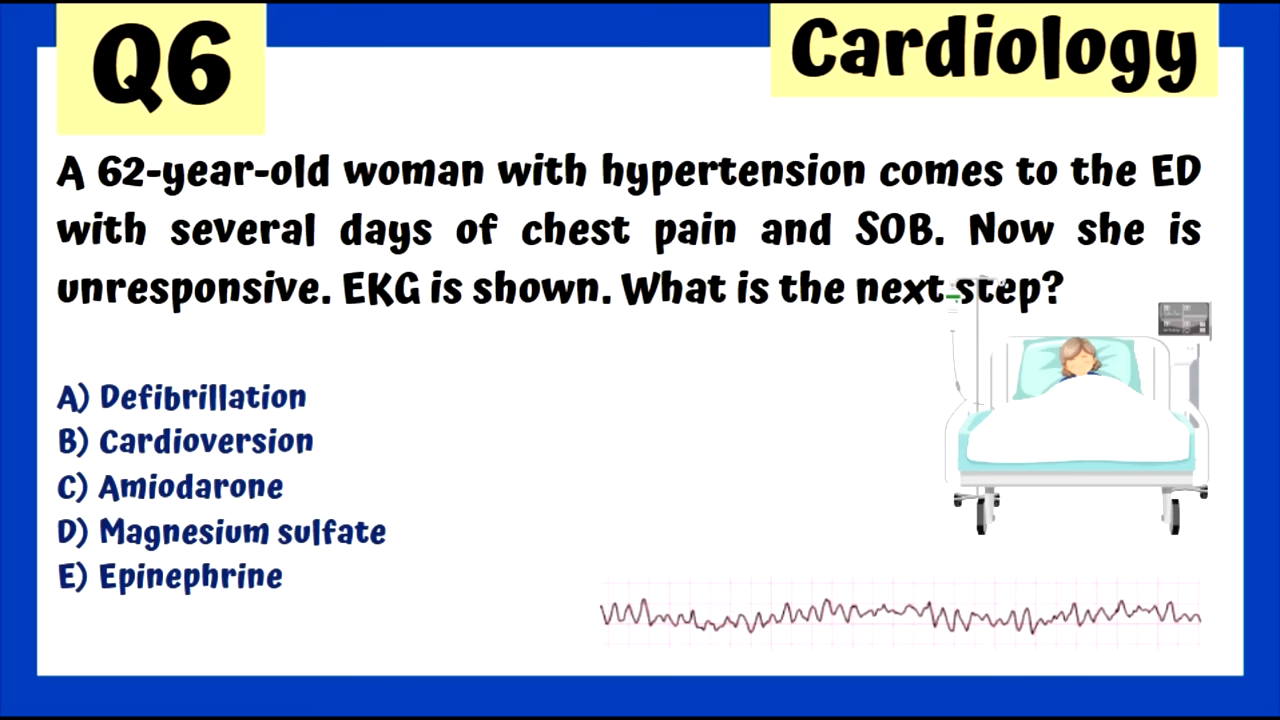 Q6
Cardiology
A 62-year-old woman with hypertension comes to the ED
with several days of chest pain and SOB. Now she is
unresponsive. EKG is shown. What is the next step?
A) Defibrillation
B) Cardioversion
C) Amiodarone
D) Magnesium sulfate
E) Epinephrine